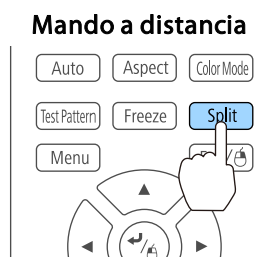 Mando a distancia
Auto Aspect Color Mode
Test Pattern Freeze Split
Menu